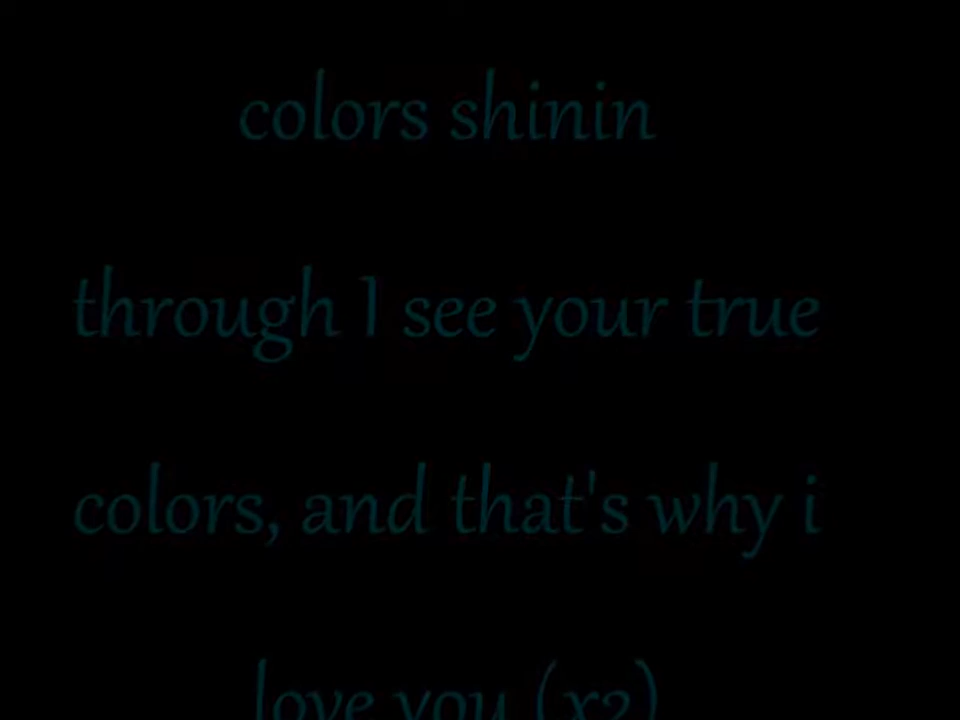 colors shinin
through I see your true
colors, and that's why i
love you (x2)